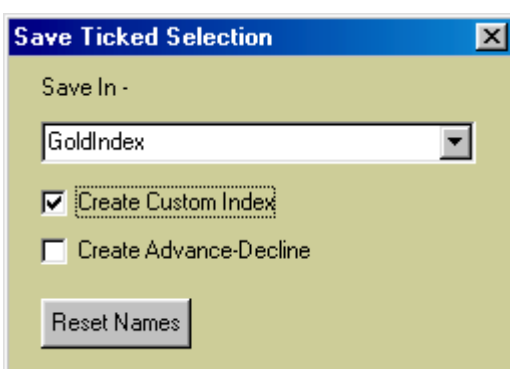 Save Ticked Selection
Save In -
GoldIndex
Create Custom Index
Create Advance-Decline
Reset Names